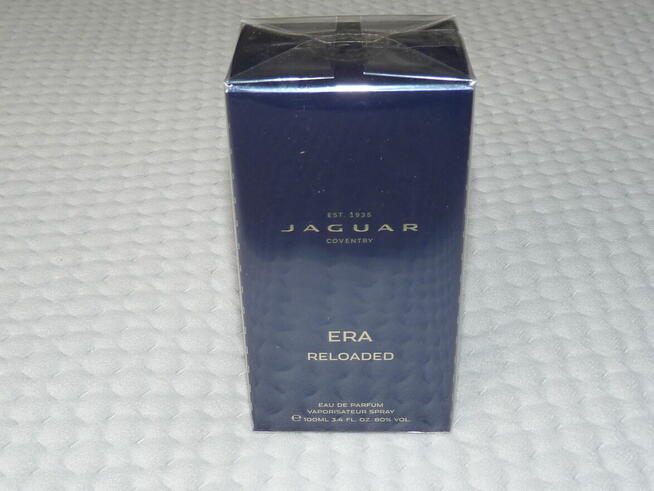 EST. 1935
JAGUAR
COVENTRY
ERA
RELOADED
EAU DE PARFUM
VAPORISATEUR SPRAY
℮ 100ML 3.4 FL. OZ. 80% VOL.